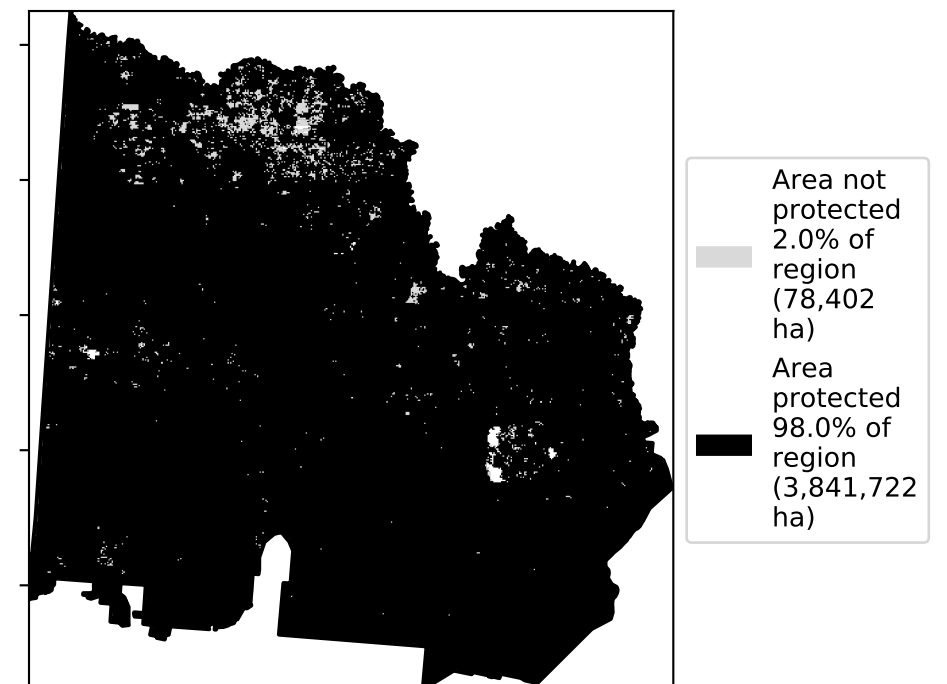 Area not
protected
2.0% of
region
(78,402
ha)
Area
protected
98.0% of
region
(3,841,722
ha)